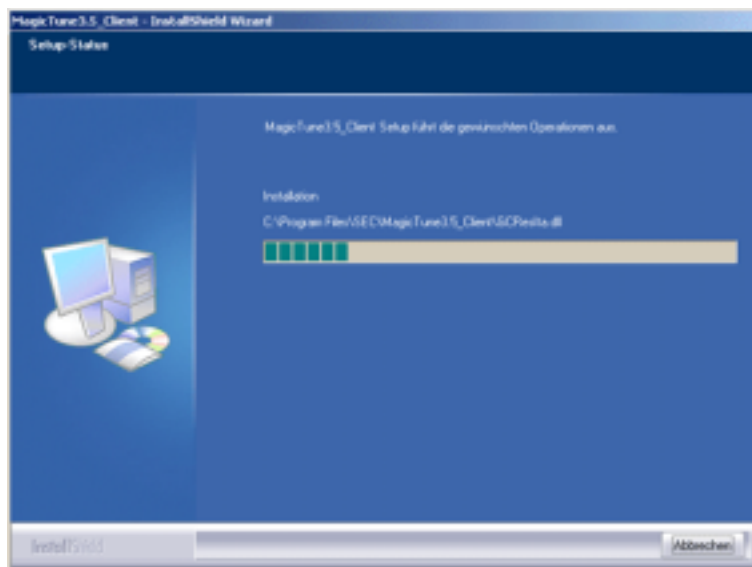 MagicTune3.5_Client - InstallShield Wizard
Setup-Status
MagicTune3.5_Client Setup führt die gewünschten Operationen aus.
Installation
C:\Program Files\SEC\MagicTune3.5_Client\SCResIta.dll
InstallShield
Abbrechen